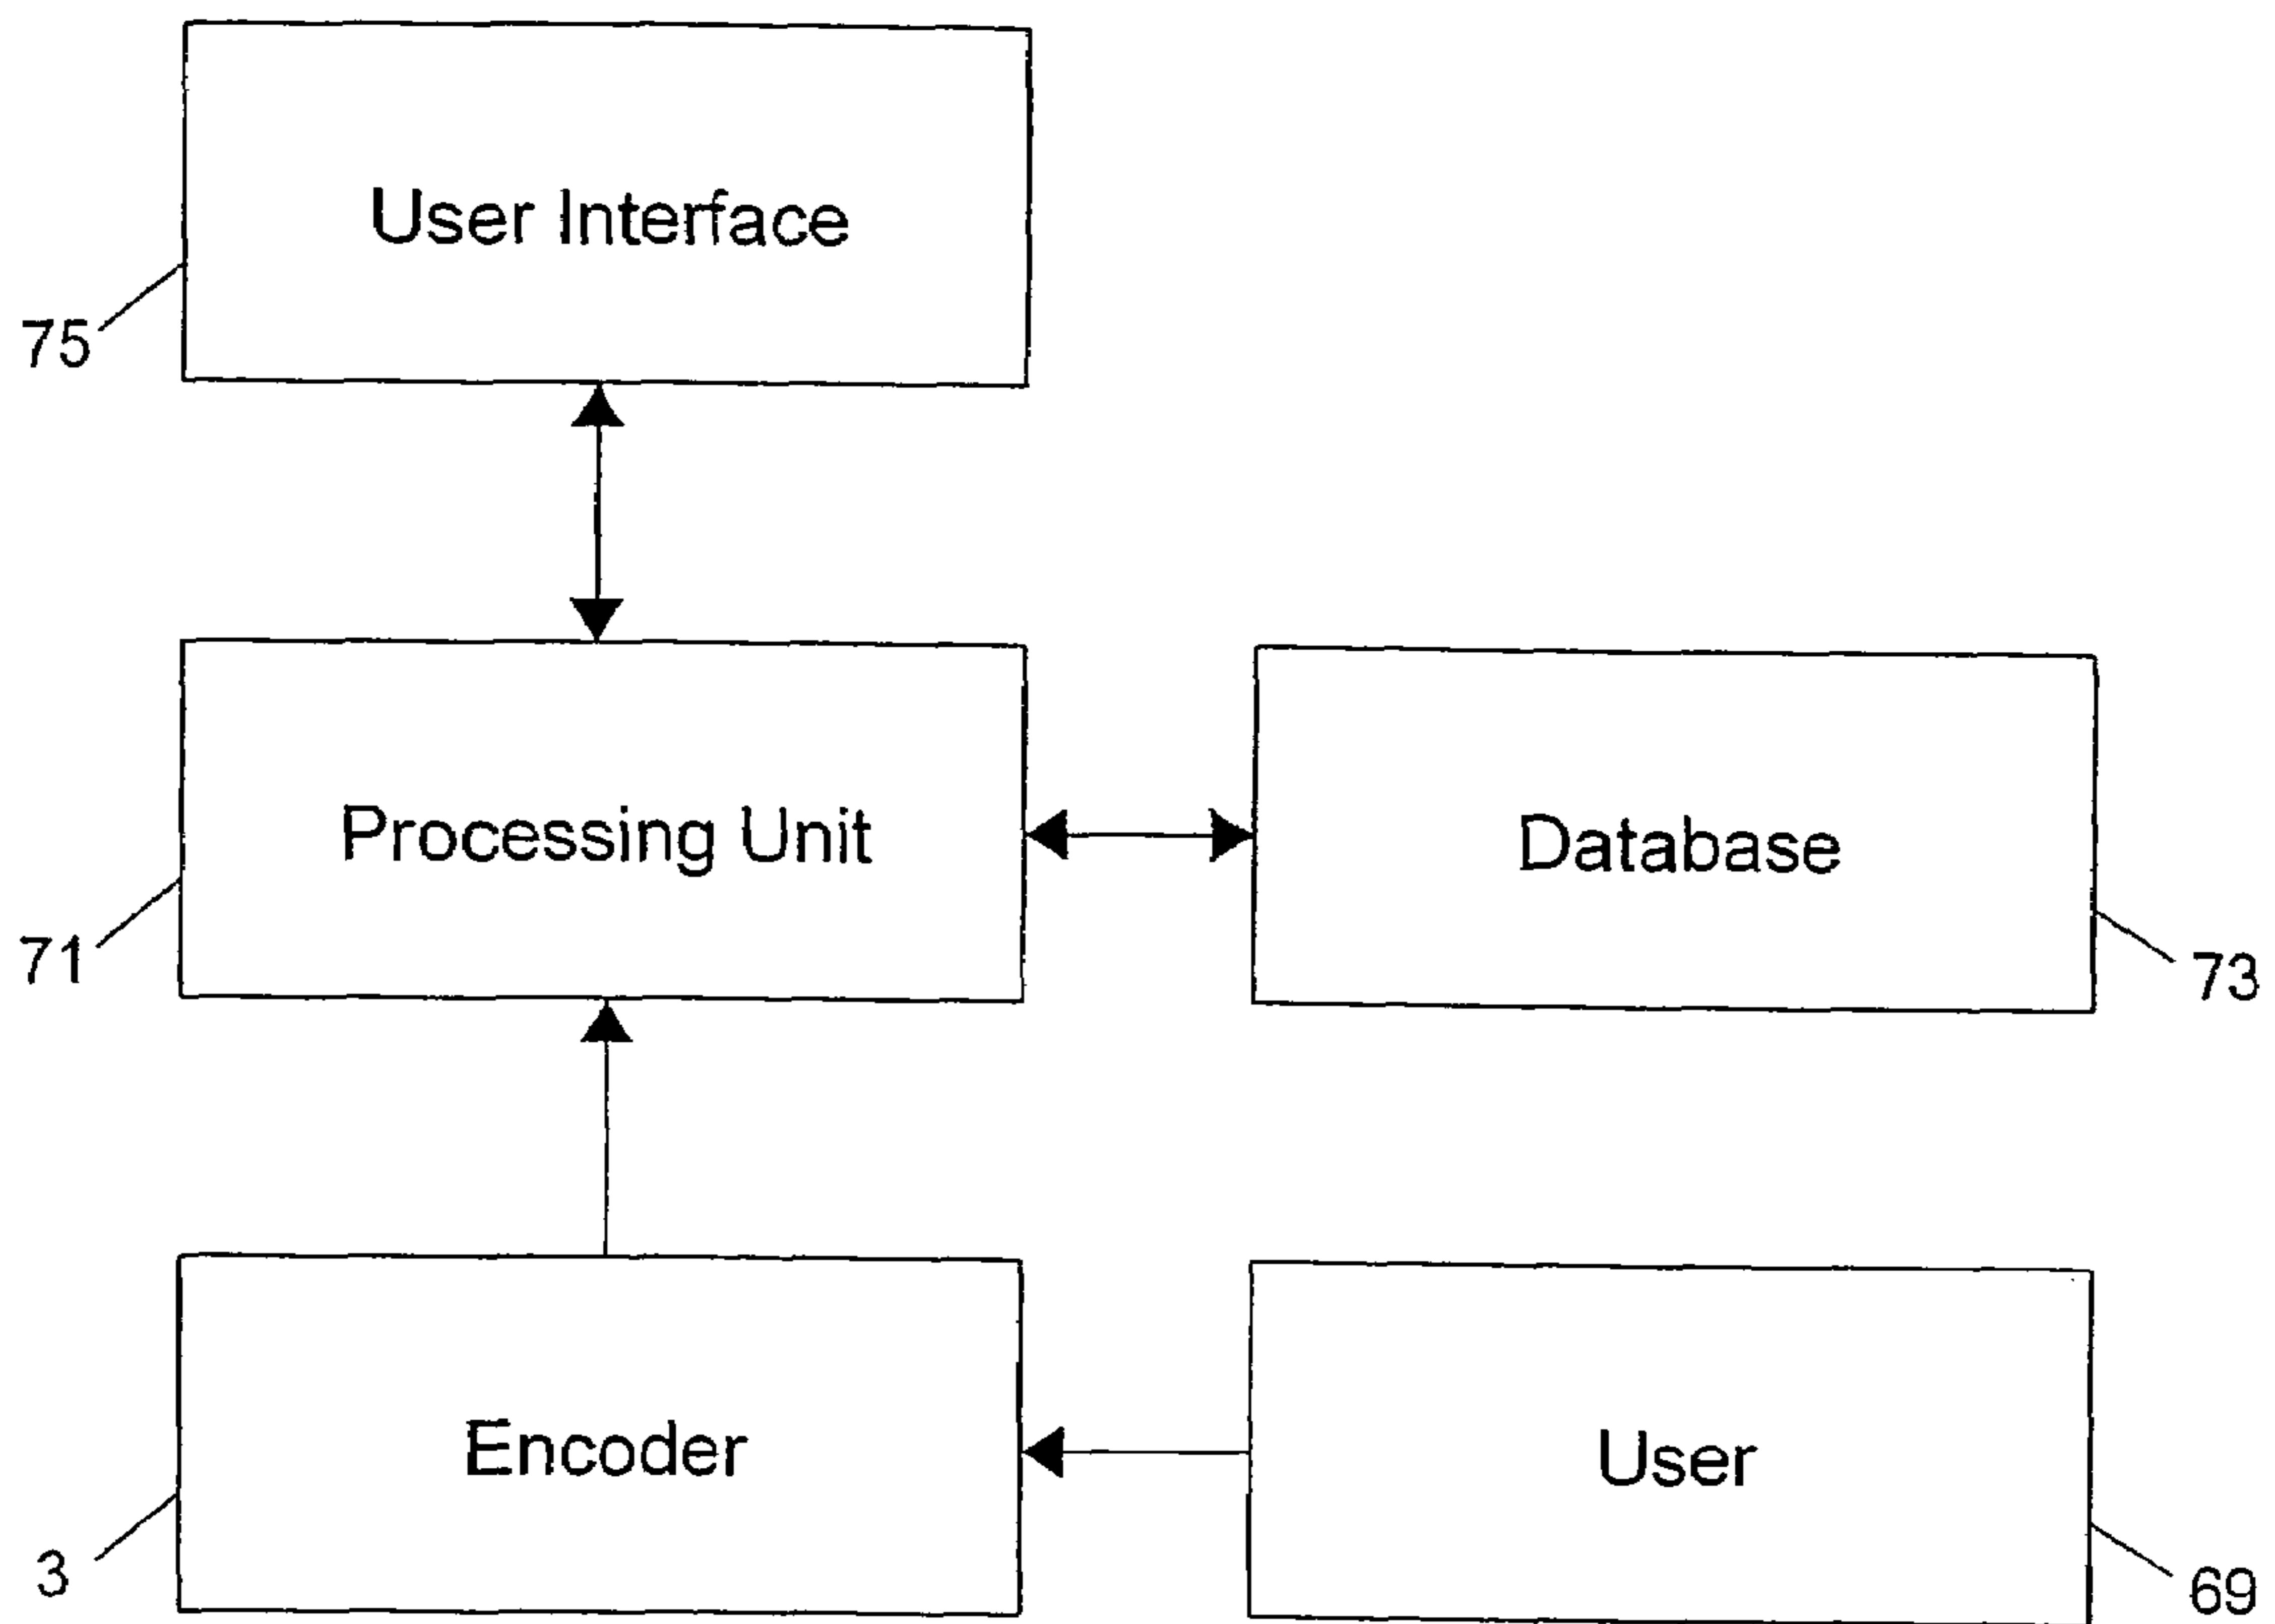 User Interface
75
Processing Unit
Database
71
73
Encoder
User
3
69